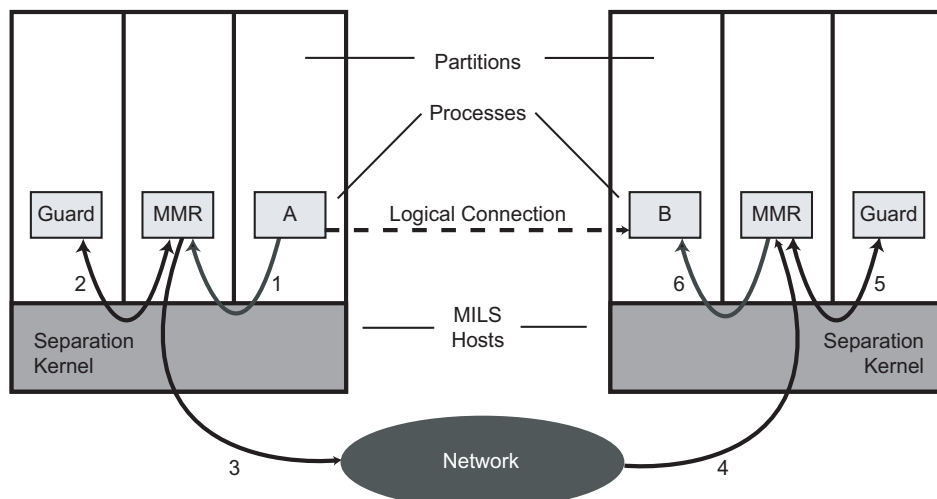 Partitions
Processes
Guard
MMR
A
Logical Connection
B
MMR
Guard
2
1
6
5
Separation
Kernel
MILS
Hosts
Separation
Kernel
3
Network
4